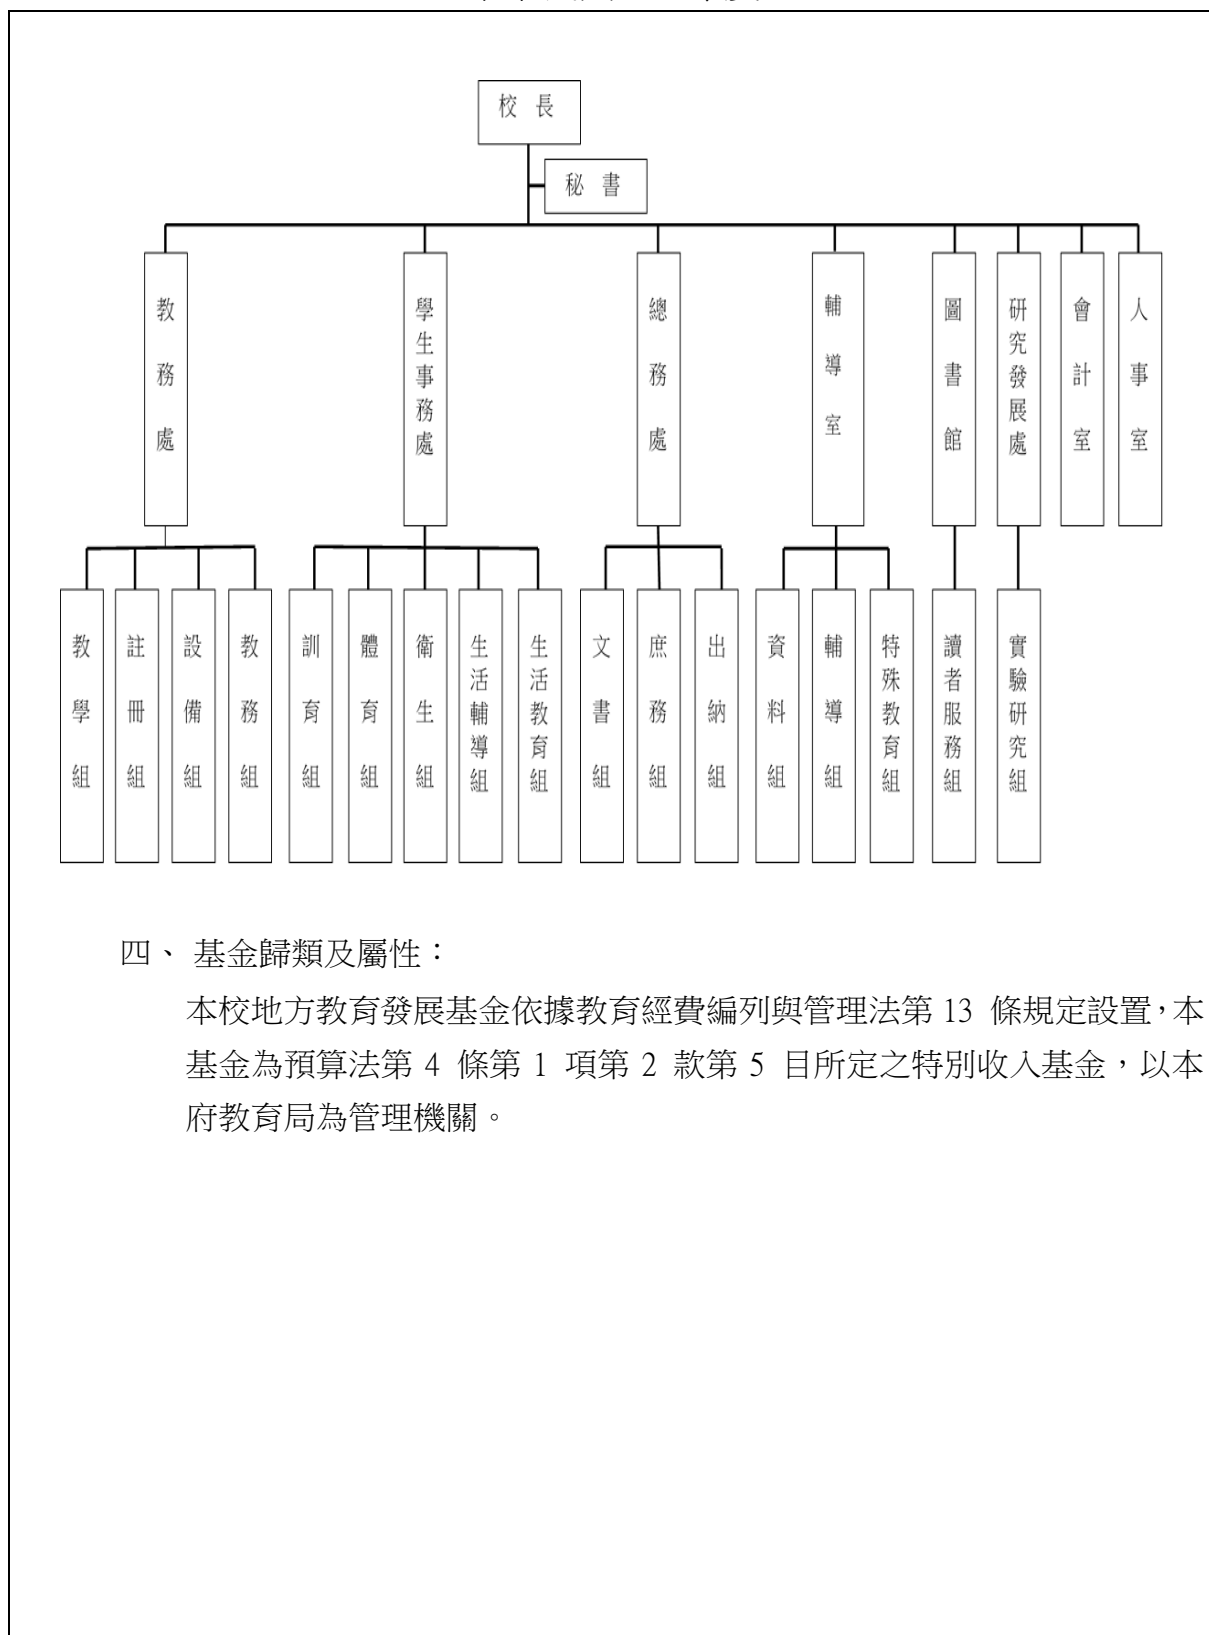 校長
秘書
教務處
學生事務處
總務處
輔導室
圖書館
研究發展處
會計室
人事室
教學組
註冊組
設備組
教務組
訓育組
體育組
衛生組
生活輔導組
生活教育組
文書組
庶務組
出納組
資料組
輔導組
特殊教育組
讀者服務組
實驗研究組
四、 基金歸類及屬性：
本校地方教育發展基金依據教育經費編列與管理法第 13 條規定設置，本
基金為預算法第 4 條第 1 項第 2 款第 5 目所定之特別收入基金，以本
府教育局為管理機關。